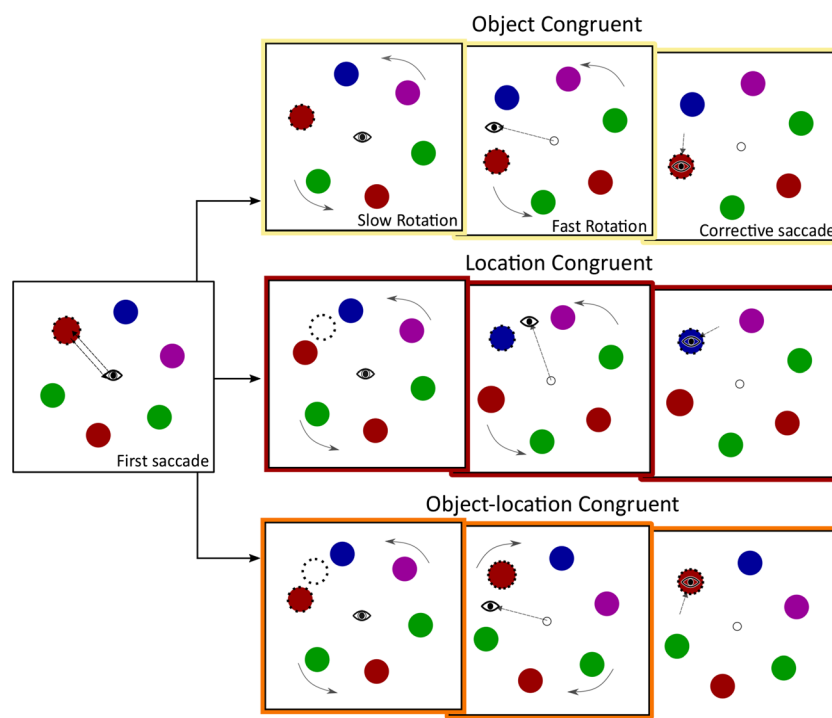 Object Congruent
Slow Rotation
Fast Rotation
Corrective saccade
Location Congruent
First saccade
Object-location Congruent